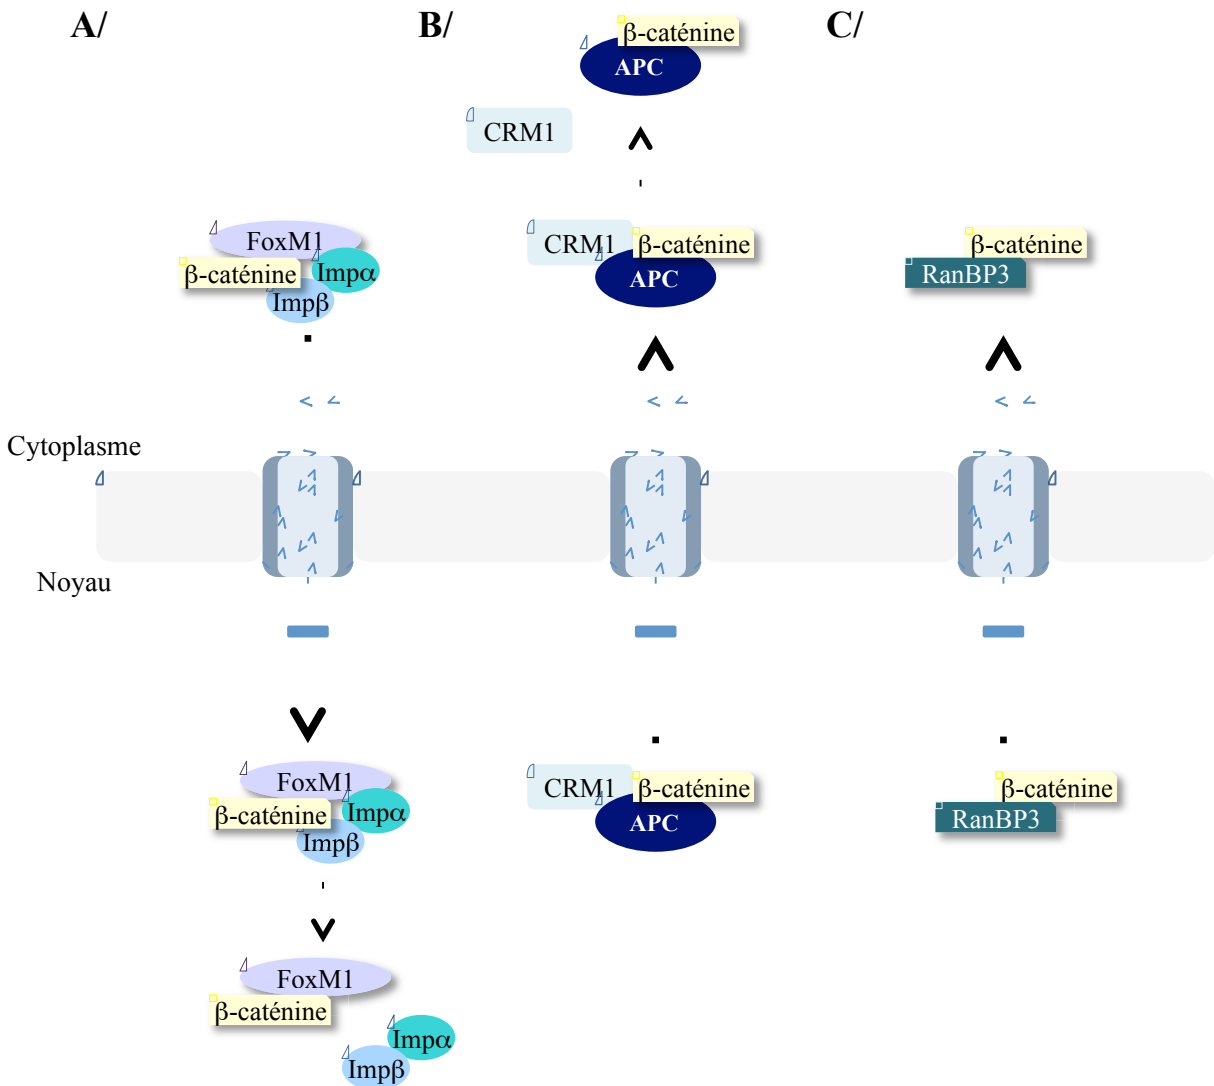 A/
B/
C/
β-caténine
APC
CRM1
FoxM1
β-caténine
Impα
Impβ
CRM1
β-caténine
APC
β-caténine
RanBP3
Cytoplasme
Noyau
FoxM1
β-caténine
Impα
Impβ
CRM1
β-caténine
APC
β-caténine
RanBP3
FoxM1
β-caténine
Impα
Impβ